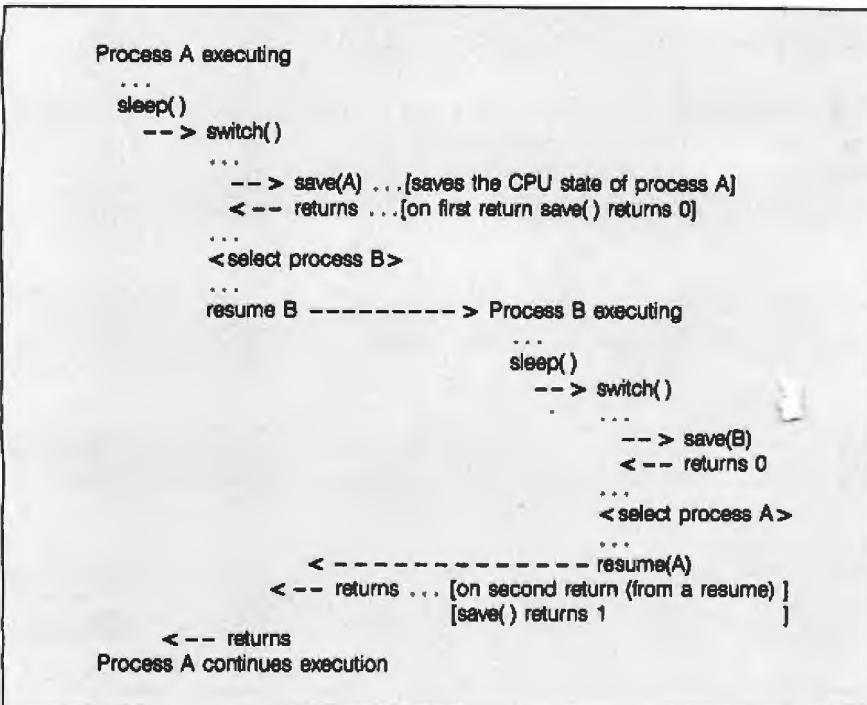 Process A executing
...
sleep()
--> switch()
...
--> save(A) ...[saves the CPU state of process A]
<-- returns ...[on first return save() returns 0]
...
<select process B>
...
resume B ----------> Process B executing
...
sleep()
--> switch()
...
--> save(B)
<-- returns 0
...
<select process A>
...
<--------------resume(A)
<-- returns ... [on second return (from a resume) ]
[save() returns 1 ]
<-- returns
Process A continues execution